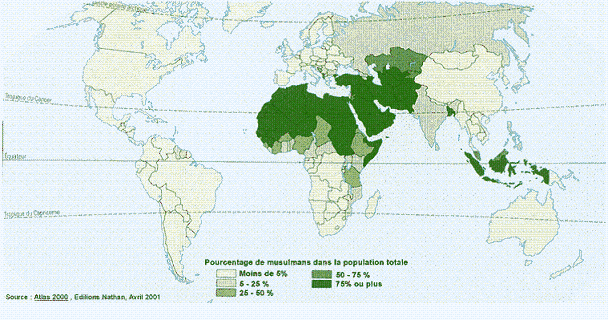 Tropique du Cancer
Équateur
Tropique du Capricorne
Pourcentage de musulmans dans la population totale
Moins de 5%
5 - 25 %
25 - 50 %
50 - 75 %
75% ou plus
Source : Atlas 2000 , Editions Nathan, Avril 2001